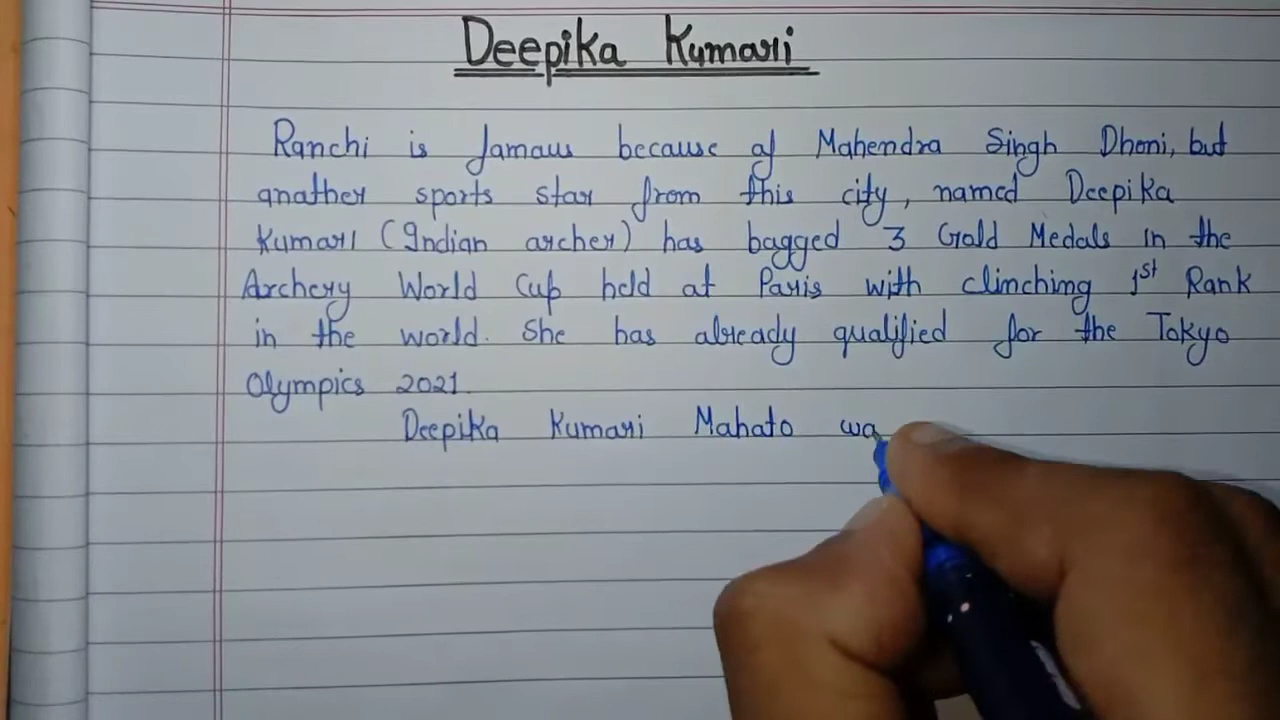 Deepika Kumari
Ranchi is famous because of Mahendra Singh Dhoni, but
another sports star from this city, named Deepika
Kumari (Indian archer) has bagged 3 Gold Medals in the
Archery World Cup held at Paris with clinching 1st Rank
in the world. She has already qualified for the Tokyo
Olympics 2021.
Deepika Kumari Mahato wa